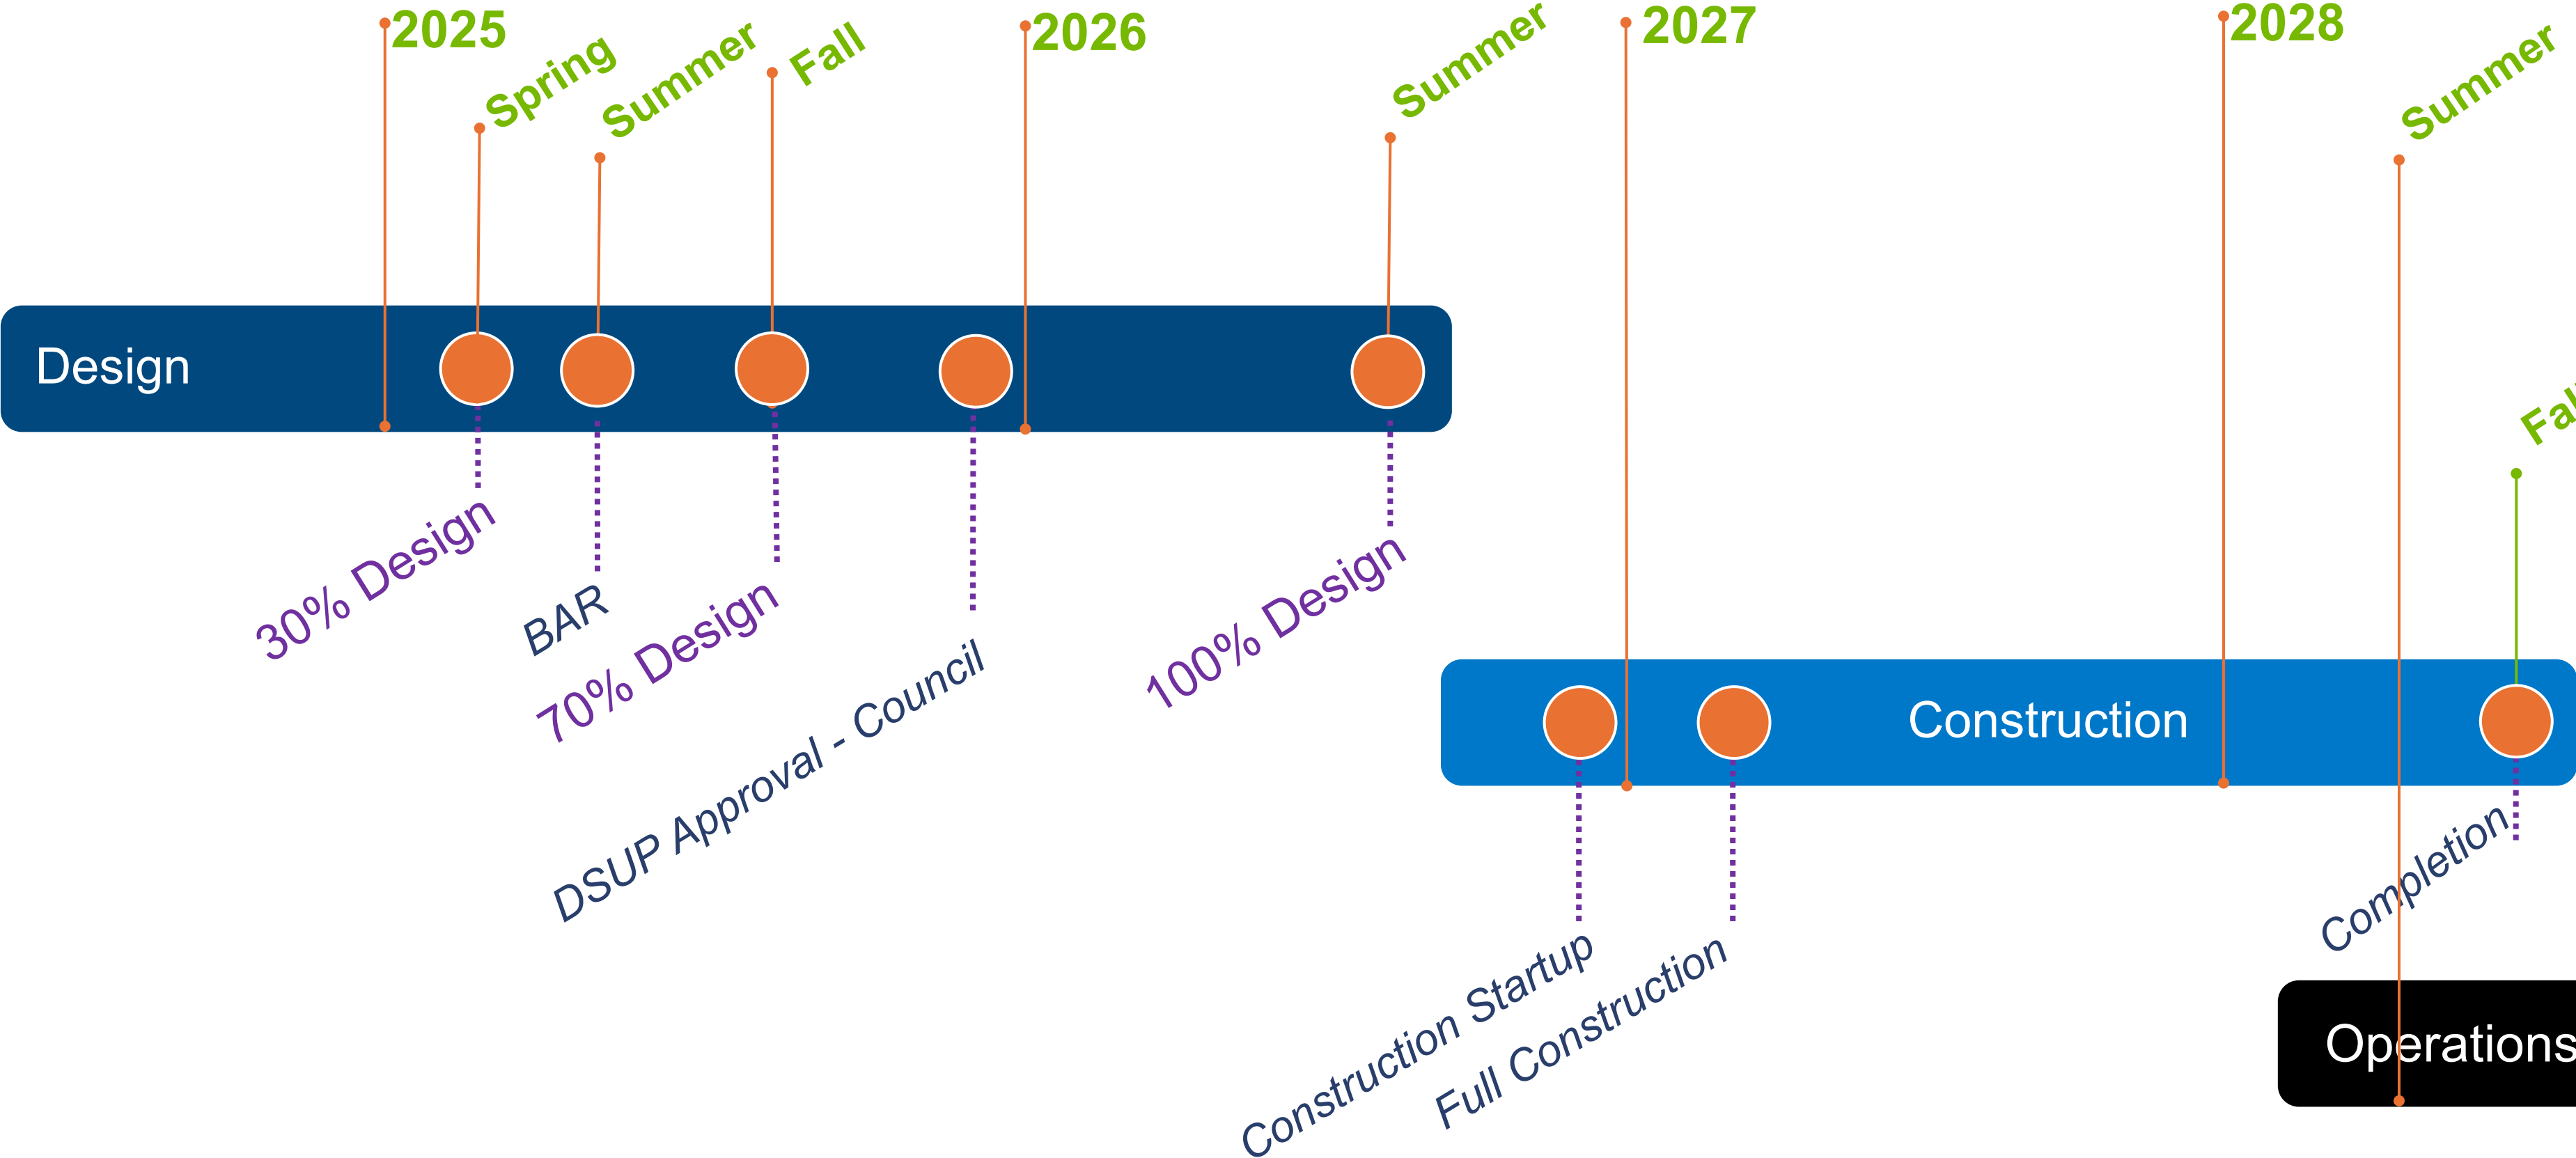 2025
2026
2027
2028
Spring
Summer
Fall
Summer
Summer
Design
Fal
30% Design
BAR
70% Design
DSUP Approval - Council
100% Design
Construction
Completion
Construction Startup
Full Construction
Operations